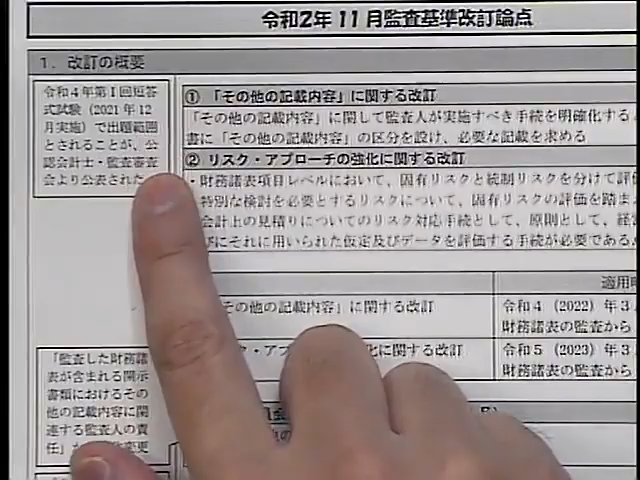 令和2年11月監査基準改訂論点
1．改訂の概要
令和4年第Ⅰ回短答
式試験（2021年12
月実施）で出題範囲
とされることが、公
認会計士・監査審査
会より公表された
① 「その他の記載内容」に関する改訂
「その他の記載内容」に関して監査人が実施すべき手続を明確化する
書に「その他の記載内容」の区分を設け、必要な記載を求める
② リスク・アプローチの強化に関する改訂
・財務諸表項目レベルにおいて、固有リスクと統制リスクを分けて評
特別な検討を必要とするリスクについて、固有リスクの評価を踏ま
会計上の見積りについてのリスク対応手続として、原則として、経
びにそれに用いられた仮定及びデータを評価する手続が必要である
適用
その他の記載内容」に関する改訂
令和4（2022）年3
財務諸表の監査から
ク・アプ
化に関する改訂
令和5（2023）年3
財務諸表の監査から
「監査した財務諸
表が含まれる開示
書類におけるその
他の記載内容に関
連する監査人の責
任」
変更